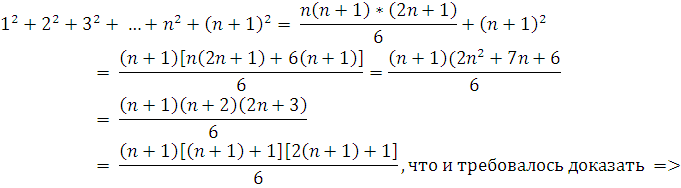 1² + 2² + 3² + … + n² + (n + 1)² = n(n + 1) * (2n + 1)/6 + (n + 1)²
= (n + 1)[n(2n + 1) + 6(n + 1)]/6 = (n + 1)(2n² + 7n + 6/6
= (n + 1)(n + 2)(2n + 3)/6
= (n + 1)[(n + 1) + 1][2(n + 1) + 1]/6 , что и требовалось доказать =>